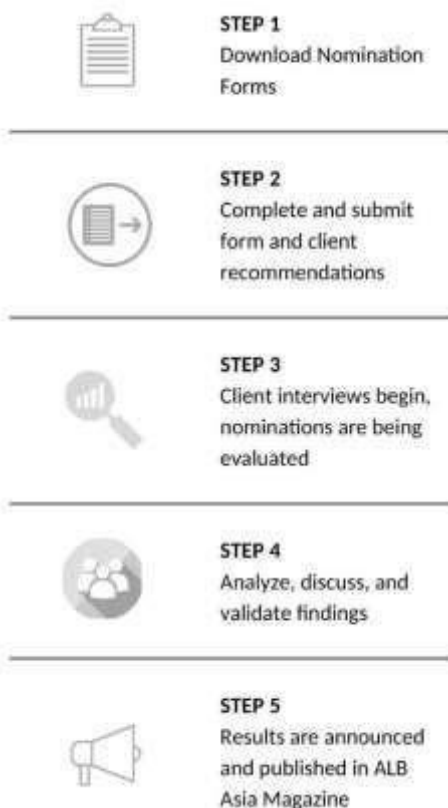 STEP 1
Download Nomination
Forms
STEP 2
Complete and submit
form and client
recommendations
STEP 3
Client interviews begin,
nominations are being
evaluated
STEP 4
Analyze, discuss, and
validate findings
STEP 5
Results are announced
and published in ALB
Asia Magazine